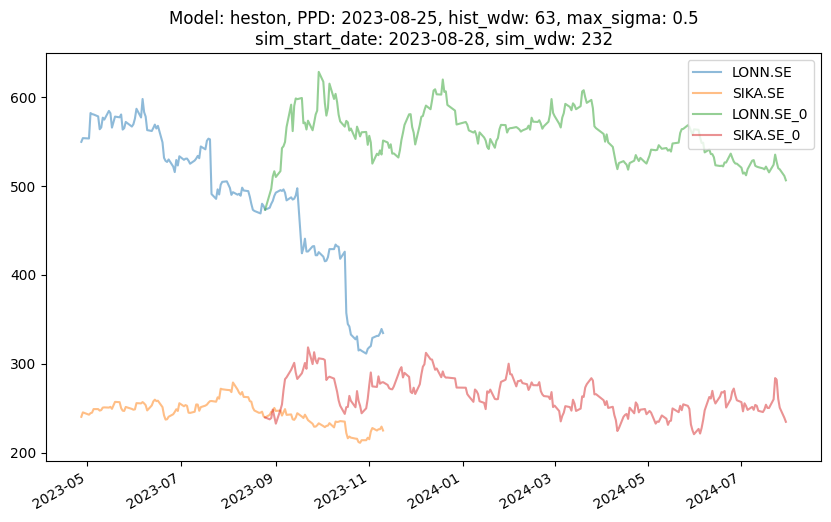 Model: heston, PPD: 2023-08-25, hist_wdw: 63, max_sigma: 0.5
sim_start_date: 2023-08-28, sim_wdw: 232
LONN.SE
SIKA.SE
LONN.SE_0
SIKA.SE_0
600
500
400
300
200
2023-05
2023-07
2023-09
2023-11
2024-01
2024-03
2024-05
2024-07